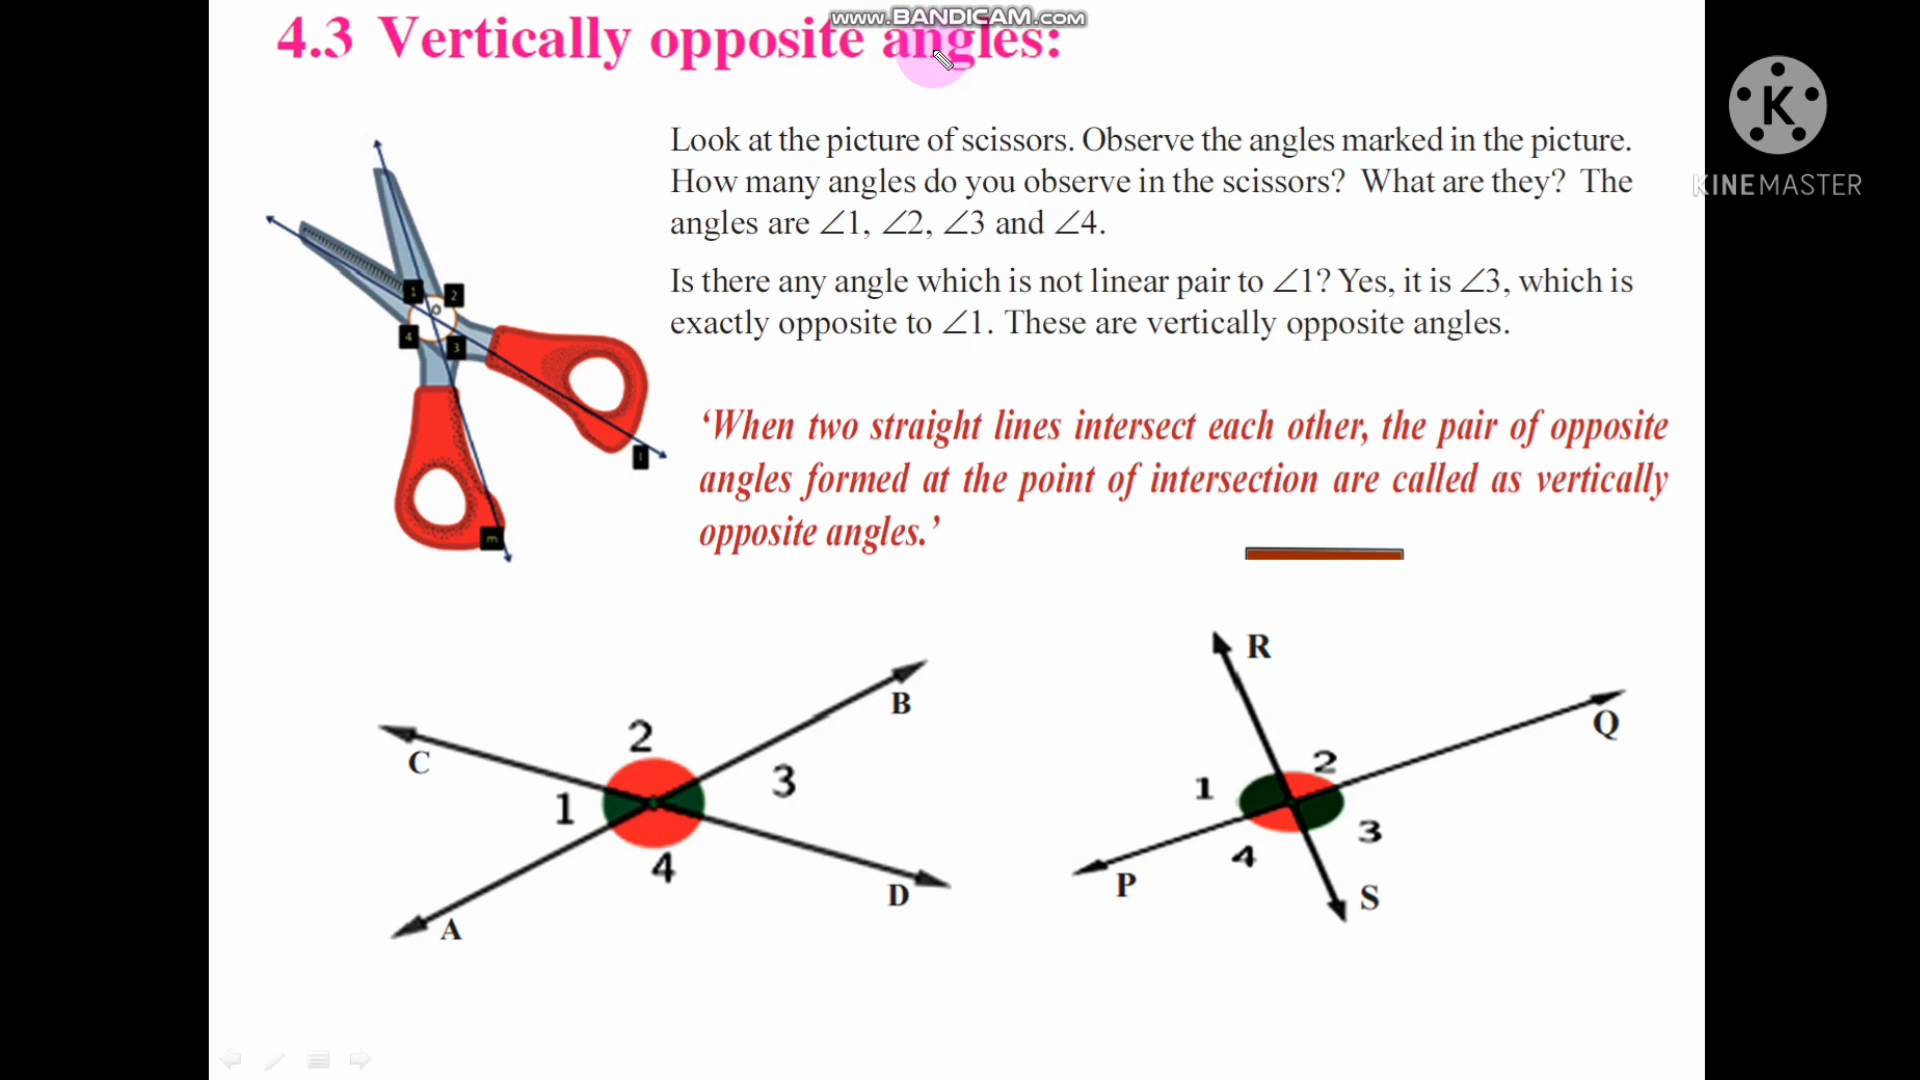 www.BANDICAM.com
4.3 Vertically opposite angles:
K
KINEMASTER
Look at the picture of scissors. Observe the angles marked in the picture.
How many angles do you observe in the scissors? What are they? The
angles are ∠1, ∠2, ∠3 and ∠4.
Is there any angle which is not linear pair to ∠1? Yes, it is ∠3, which is
exactly opposite to ∠1. These are vertically opposite angles.
1
2
o
4
3
l
m
‘When two straight lines intersect each other, the pair of opposite
angles formed at the point of intersection are called as vertically
opposite angles.’
C
2
B
1
3
4
A
D
R
Q
1
2
3
4
P
S